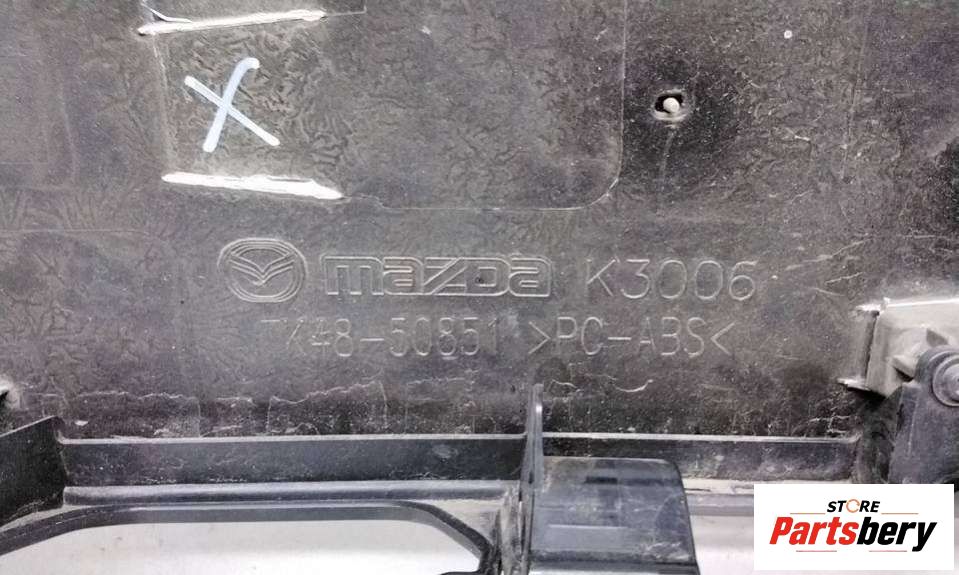 X
mazda K3006
TK48-50851 >PC-ABS<
STORE
Partsbery